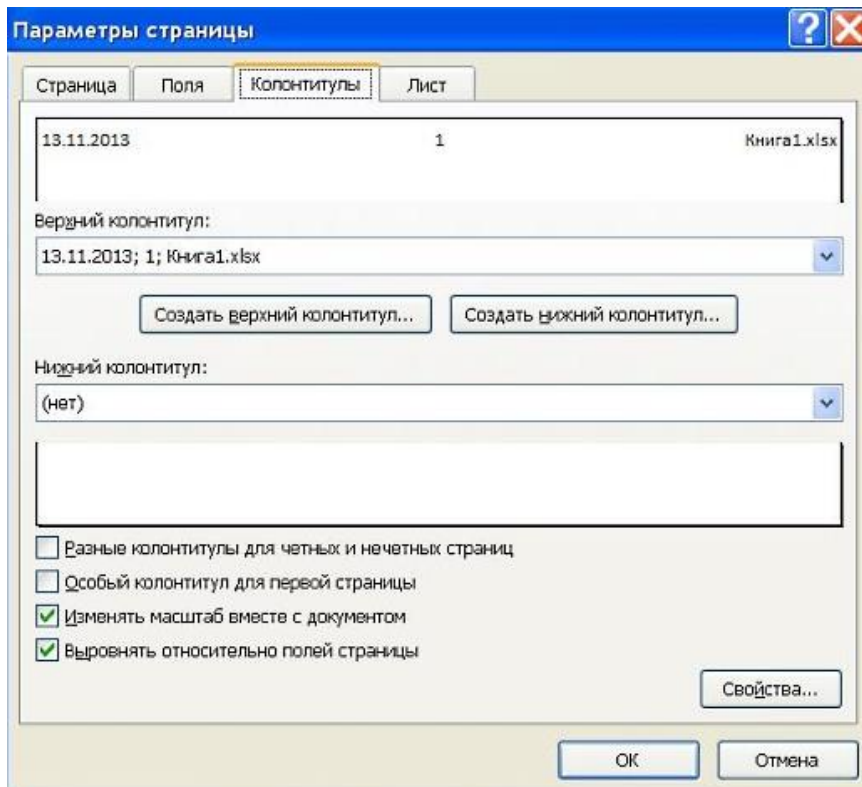 Параметры страницы
Страница Поля Колонтитулы Лист
13.11.2013 1 Книга1.xlsx
Верхний колонтитул:
13.11.2013; 1; Книга1.xlsx
Создать верхний колонтитул... Создать нижний колонтитул...
Нижний колонтитул:
(нет)
Разные колонтитулы для четных и нечетных страниц
Особый колонтитул для первой страницы
Изменять масштаб вместе с документом
Выровнять относительно полей страницы
Свойства...
ОК Отмена